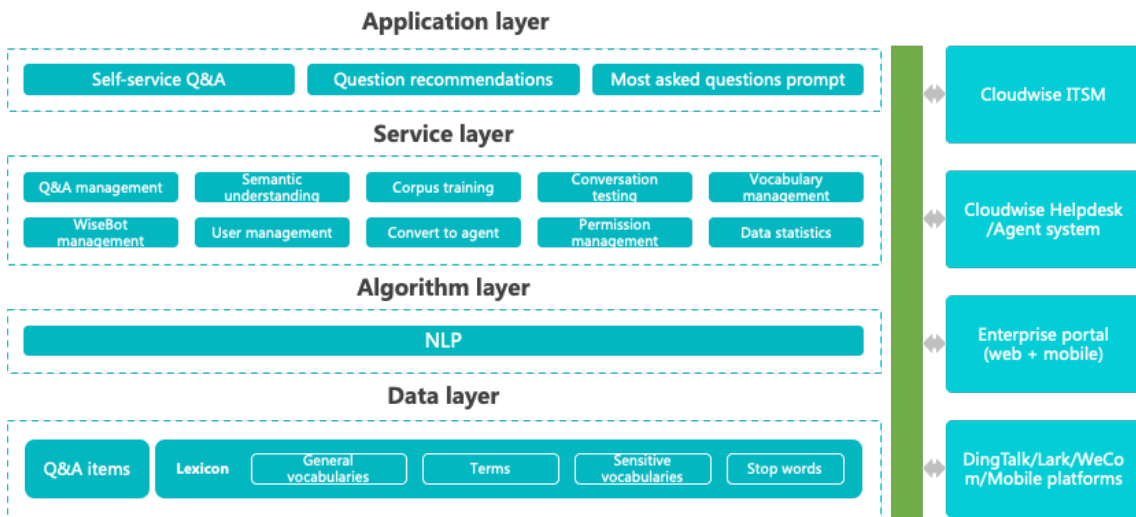 Application layer
Self-service Q&A
Question recommendations
Most asked questions prompt
Service layer
Q&A management
Semantic
understanding
Corpus training
Conversation
testing
Vocabulary
management
WiseBot
management
User management
Convert to agent
Permission
management
Data statistics
Algorithm layer
NLP
Data layer
Q&A items
Lexicon
General
vocabularies
Terms
Sensitive
vocabularies
Stop words
Cloudwise ITSM
Cloudwise Helpdesk
/Agent system
Enterprise portal
(web + mobile)
DingTalk/Lark/WeCo
m/Mobile platforms